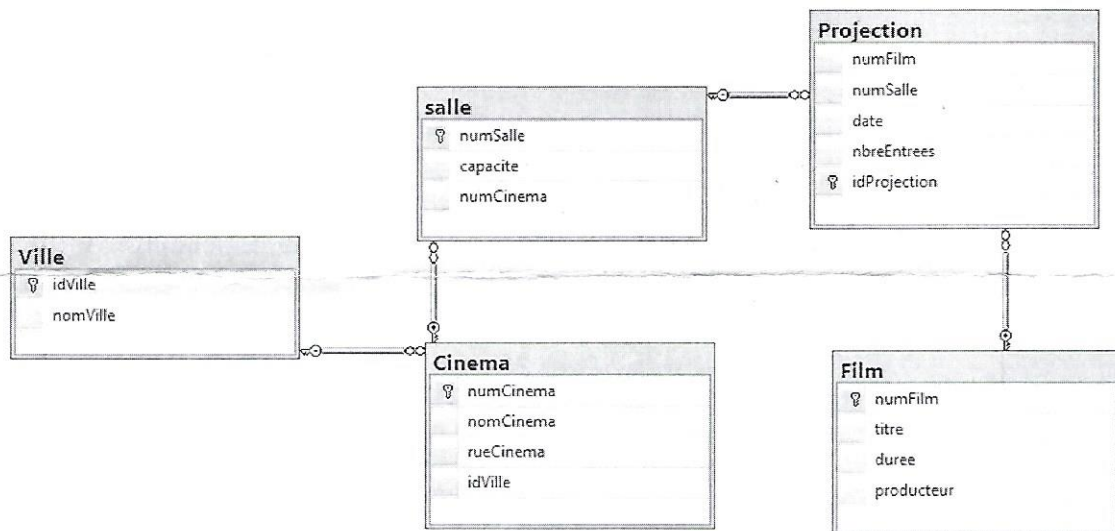 Projection
numFilm
numSalle
date
nbreEntrees
idProjection
salle
numSalle
capacite
numCinema
Ville
idVille
nomVille
Cinema
numCinema
nomCinema
rueCinema
idVille
Film
numFilm
titre
duree
producteur